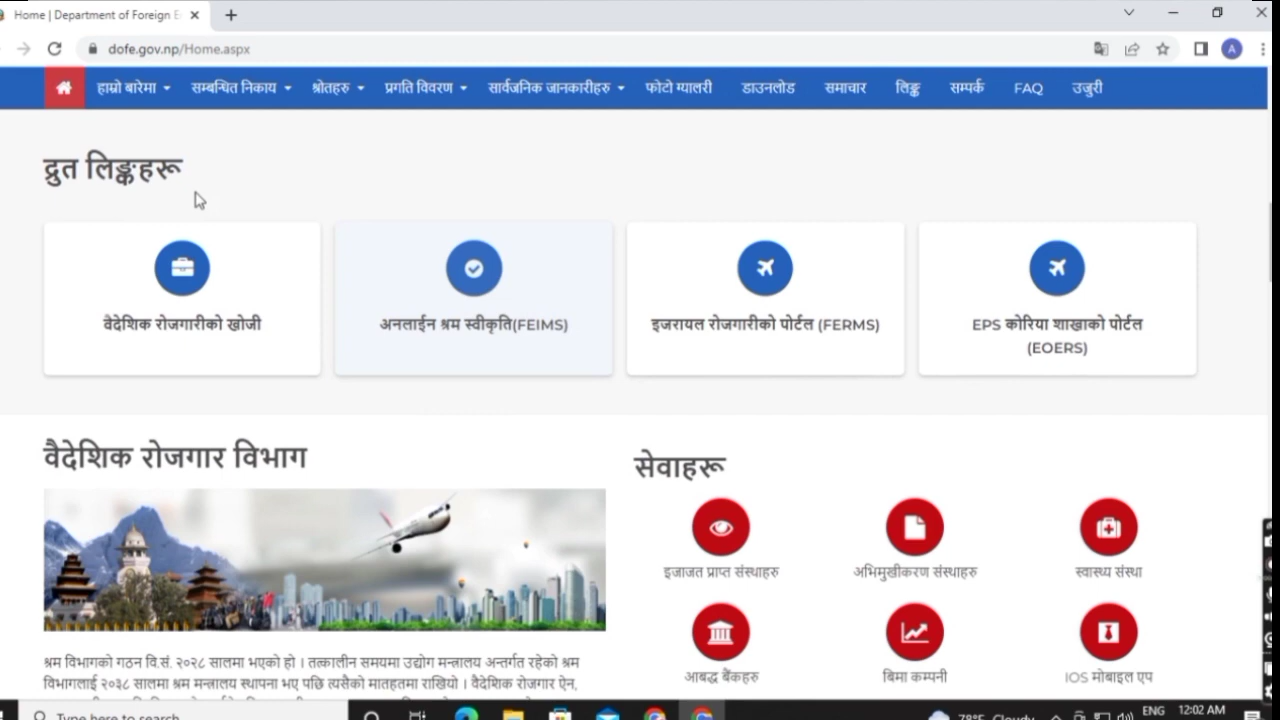 Home | Department of Foreign E
dofe.gov.np/Home.aspx
A
हाम्रो बारेमा सम्बन्धित निकाय श्रोतहरु प्रगति विवरण सार्वजनिक जानकारीहरु फोटो ग्यालरी डाउनलोड समाचार लिङ्क सम्पर्क FAQ उजुरी
द्रुत लिङ्कहरू
वैदेशिक रोजगारीको खोजी
अनलाईन श्रम स्वीकृति(FEIMS)
इजरायल रोजगारीको पोर्टल (FERMS)
EPS कोरिया शाखाको पोर्टल
(EOERS)
वैदेशिक रोजगार विभाग
सेवाहरू
इजाजत प्राप्त संस्थाहरु
अभिमुखीकरण संस्थाहरु
स्वास्थ्य संस्था
आबद्ध बैंकहरु
बिमा कम्पनी
IOS मोबाइल एप
श्रम विभागको गठन वि.सं. २०२८ सालमा भएको हो । तत्कालीन समयमा उद्योग मन्त्रालय अन्तर्गत रहेको श्रम
विभागलाई २०३८ सालमा श्रम मन्त्रालय स्थापना भए पछि त्यसैको मातहतमा राखियो । वैदेशिक रोजगार ऐन,
Type here to search
78°F Cloudy
ENG
12:02 AM